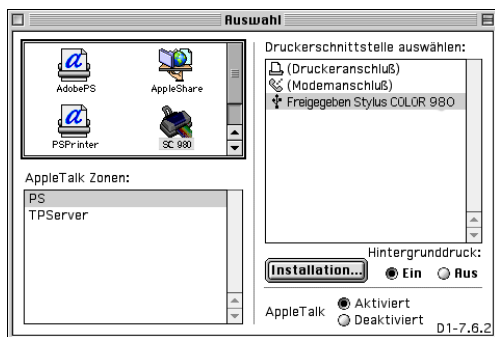 Auswahl
AdobePS
AppleShare
PSPrinter
SC 980
AppleTalk Zonen:
PS
TPServer
Druckerschnittstelle auswählen:
(Druckeranschluß)
(Modemanschluß)
Freigegeben Stylus COLOR 980
Hintergrunddruck:
Installation... Ein Aus
AppleTalk Aktiviert
Deaktiviert
D1-7.6.2